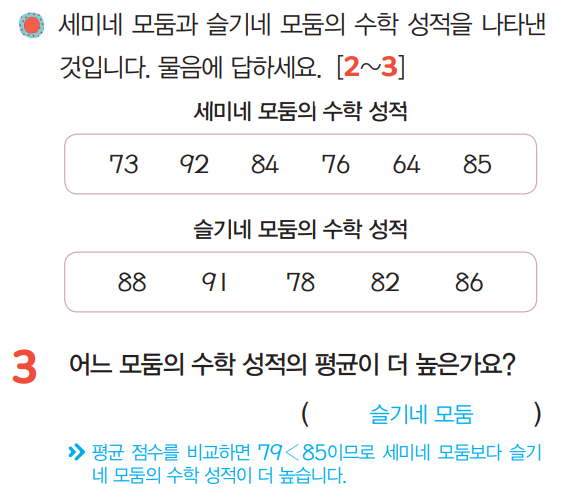 세미네 모둠과 슬기네 모둠의 수학 성적을 나타낸
것입니다. 물음에 답하세요. [2~3]
세미네 모둠의 수학 성적
73 92 84 76 64 85
슬기네 모둠의 수학 성적
88 91 78 82 86
3 어느 모둠의 수학 성적의 평균이 더 높은가요?
( 슬기네 모둠 )
>> 평균 점수를 비교하면 79<85이므로 세미네 모둠보다 슬기
네 모둠의 수학 성적이 더 높습니다.